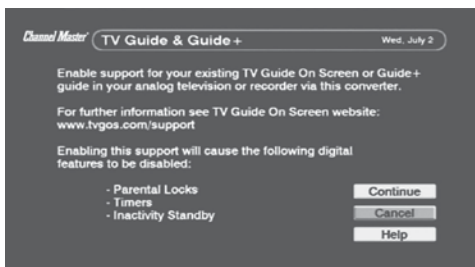 Channel Master TV Guide & Guide+ Wed, July 2
Enable support for your existing TV Guide On Screen or Guide+
guide in your analog television or recorder via this converter.
For further information see TV Guide On Screen website:
www.tvgos.com/support
Enabling this support will cause the following digital
features to be disabled:
- Parental Locks
- Timers
- Inactivity Standby
Continue
Cancel
Help